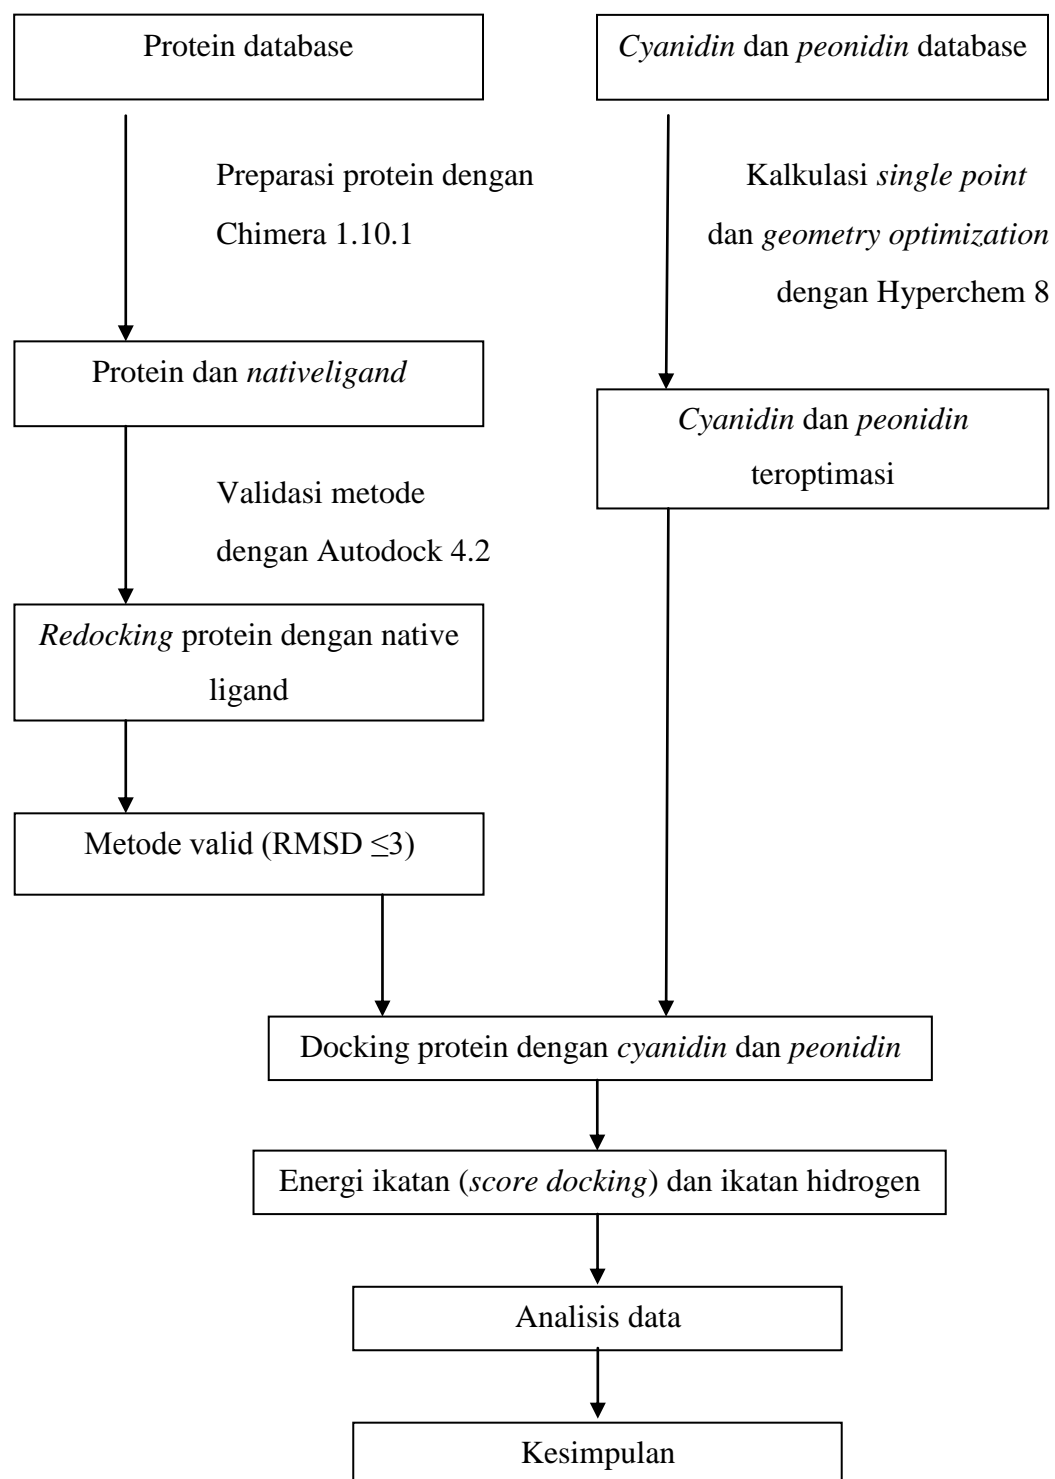 Protein database
Cyanidin dan peonidin database
Preparasi protein dengan
Chimera 1.10.1
Kalkulasi single point
dan geometry optimization
dengan Hyperchem 8
Protein dan nativeligand
Cyanidin dan peonidin
teroptimasi
Validasi metode
dengan Autodock 4.2
Redocking protein dengan native
ligand
Metode valid (RMSD ≤3)
Docking protein dengan cyanidin dan peonidin
Energi ikatan (score docking) dan ikatan hidrogen
Analisis data
Kesimpulan